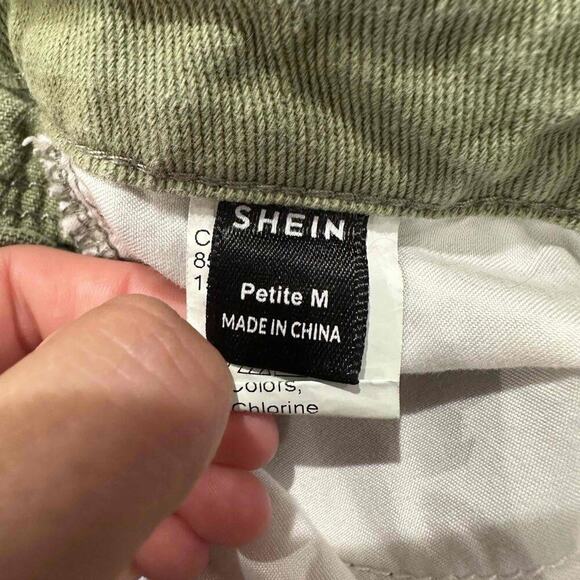 SHEIN
Petite M
MADE IN CHINA
Colors,
Chlorine